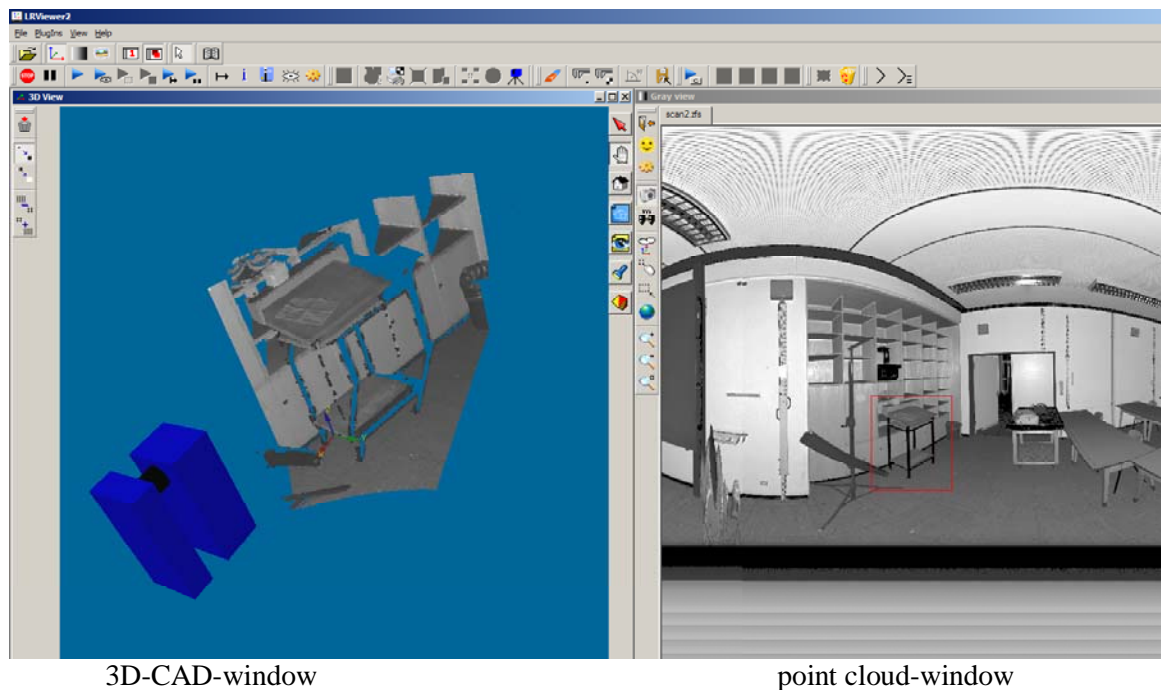 LRViewer2
File PlugIns View Help
3D View
Gray view
scan2.zfs
3D-CAD-window
point cloud-window